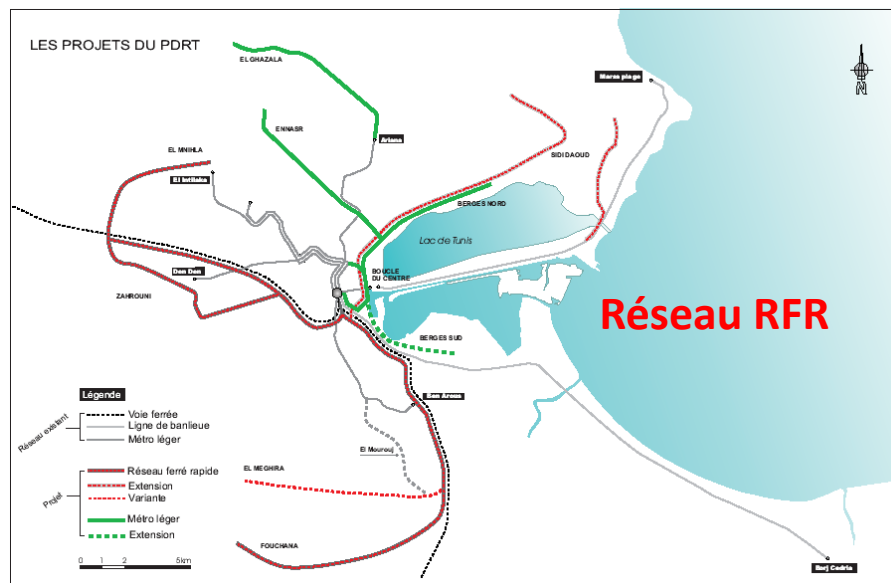 LES PROJETS DU PDRT
Marsa plage
EL GHAZALA
N
ENNASR
Ariana
EL MNIHLA
SIDI DAOUD
El Intilaka
BERGES NORD
Lac de Tunis
Den Den
BOUCLE
DU CENTRE
ZAHROUNI
Réseau RFR
BERGES SUD
Légende
Réseau existant
Voie ferrée
Ligne de banlieue
Métro léger
Ben Arous
El Mourouj
Projet
Réseau ferré rapide
Extension
Variante
Métro léger
Extension
EL MEGHIRA
FOUCHANA
0 1 2 5km
Borj Cedria